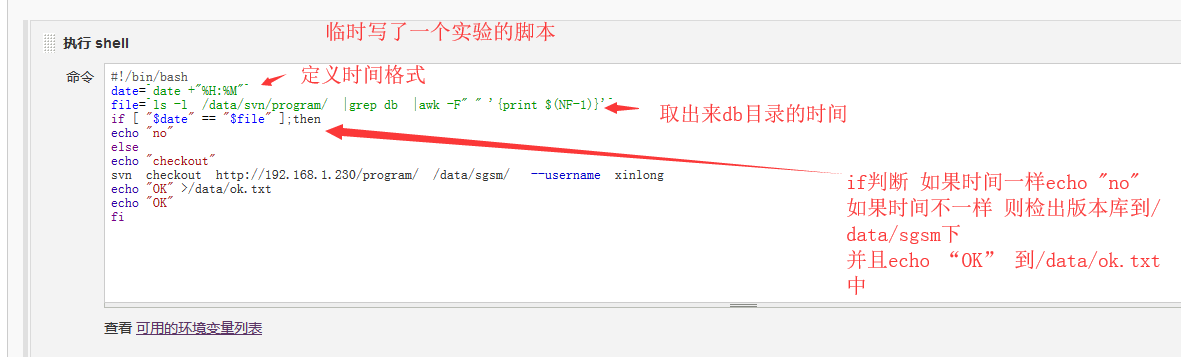 临时写了一个实验的脚本
执行 shell
命令
#!/bin/bash
date=`date +"%H:%M"`
定义时间格式
file=`ls -l /data/svn/program/ |grep db |awk -F" " '{print $(NF-1)}'`
取出来db目录的时间
if [ "$date" == "$file" ];then
echo "no"
else
echo "checkout"
svn checkout http://192.168.1.230/program/ /data/sgsm/ --username xinlong
echo "OK" >/data/ok.txt
echo "OK"
fi
if判断 如果时间一样echo "no"
如果时间不一样 则检出版本库到/
data/sgsm下
并且echo “OK” 到/data/ok.txt
中
查看 可用的环境变量列表